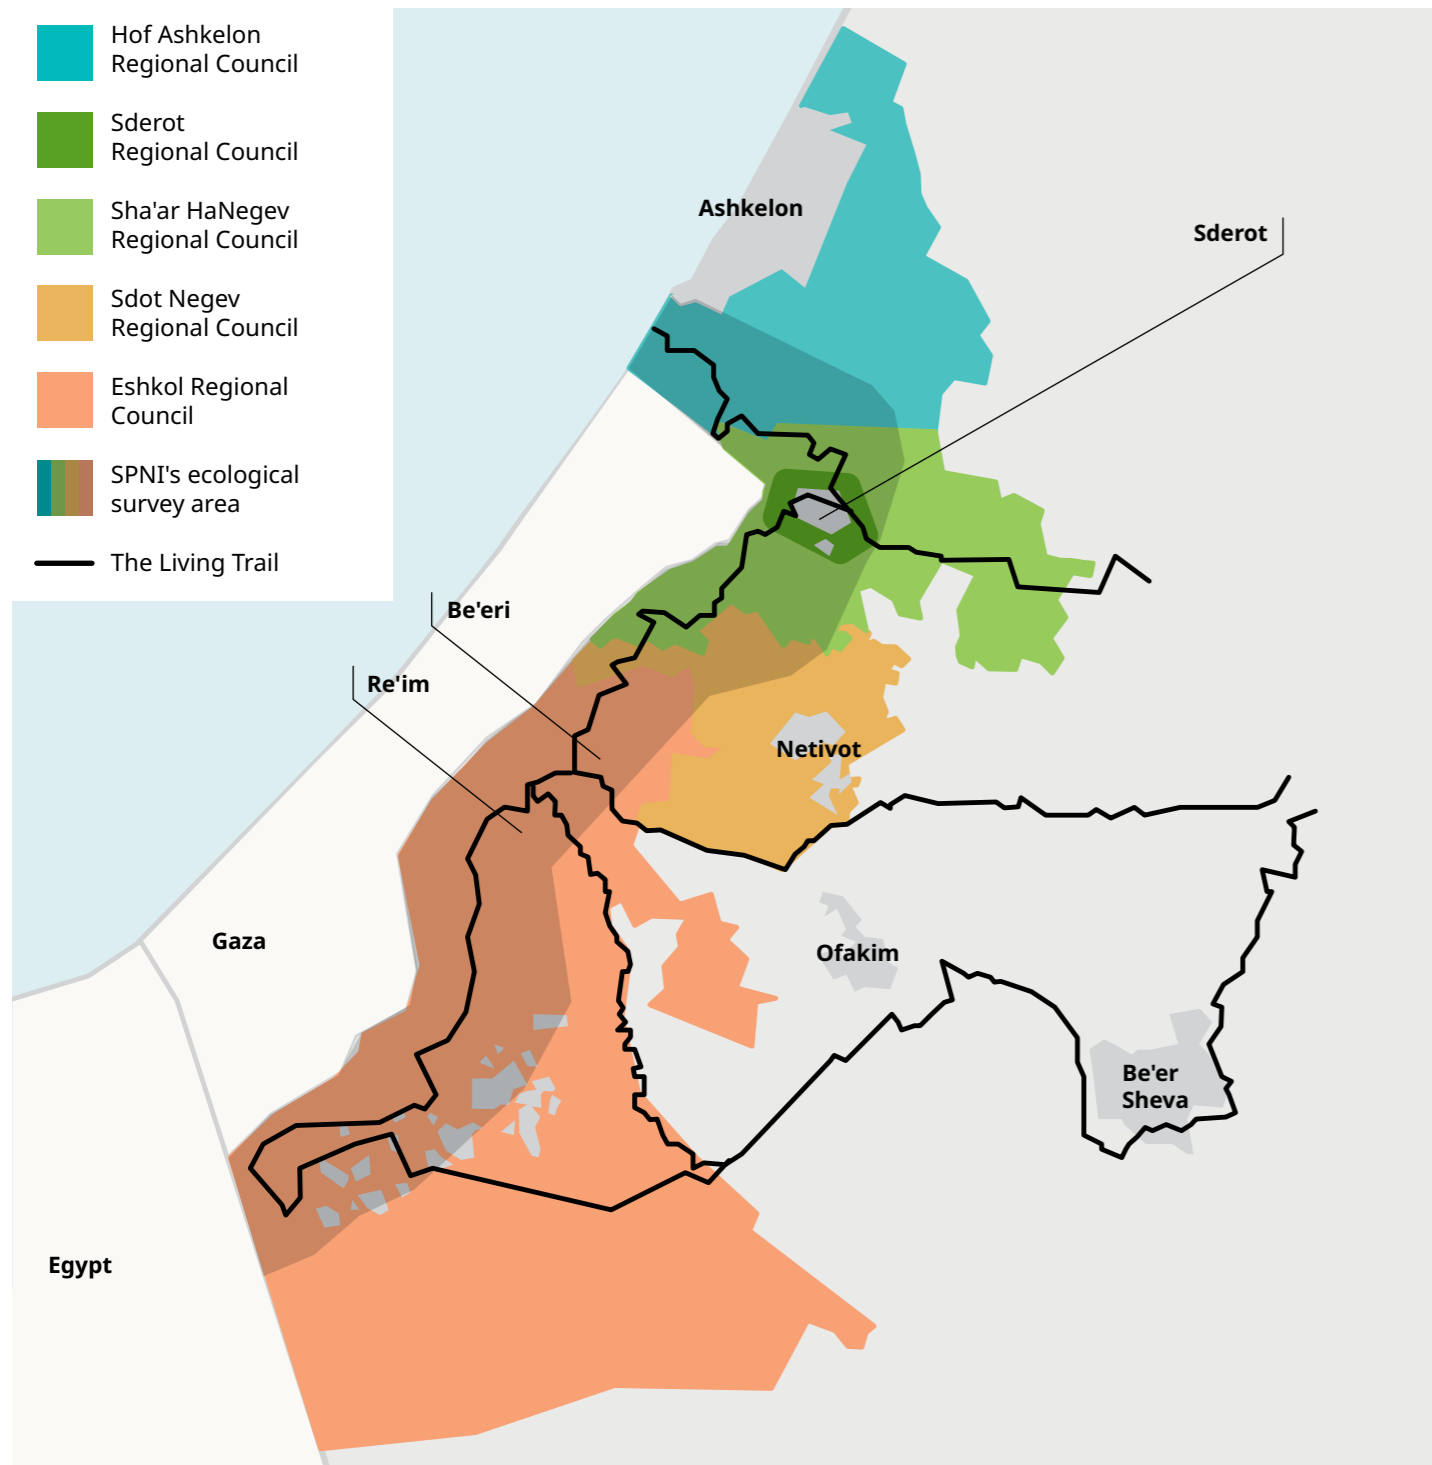 Hof Ashkelon
Regional Council
Sderot
Regional Council
Sha'ar HaNegev
Regional Council
Sdot Negev
Regional Council
Eshkol Regional
Council
SPNI's ecological
survey area
The Living Trail
Ashkelon
Sderot
Be'eri
Re'im
Netivot
Gaza
Ofakim
Be'er
Sheva
Egypt